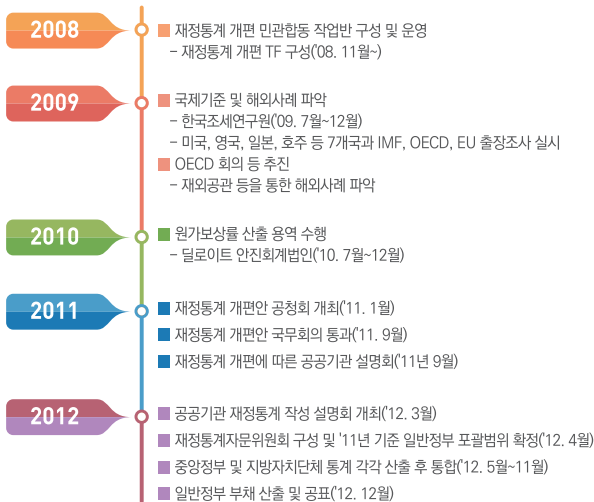 2008
재정통계 개편 민관합동 작업반 구성 및 운영
– 재정통계 개편 TF 구성('08. 11월~)
2009
국제기준 및 해외사례 파악
– 한국조세연구원('09. 7월~12월)
– 미국, 영국, 일본, 호주 등 7개국과 IMF, OECD, EU 출장조사 실시
OECD 회의 등 추진
– 재외공관 등을 통한 해외사례 파악
2010
원가보상률 산출 용역 수행
– 딜로이트 안진회계법인('10. 7월~12월)
2011
재정통계 개편안 공청회 개최('11. 1월)
재정통계 개편안 국무회의 통과('11. 9월)
재정통계 개편에 따른 공공기관 설명회('11년 9월)
2012
공공기관 재정통계 작성 설명회 개최('12. 3월)
재정통계자문위원회 구성 및 '11년 기준 일반정부 포괄범위 확정('12. 4월)
중앙정부 및 지방자치단체 통계 각각 산출 후 통합('12. 5월~11월)
일반정부 부채 산출 및 공표('12. 12월)